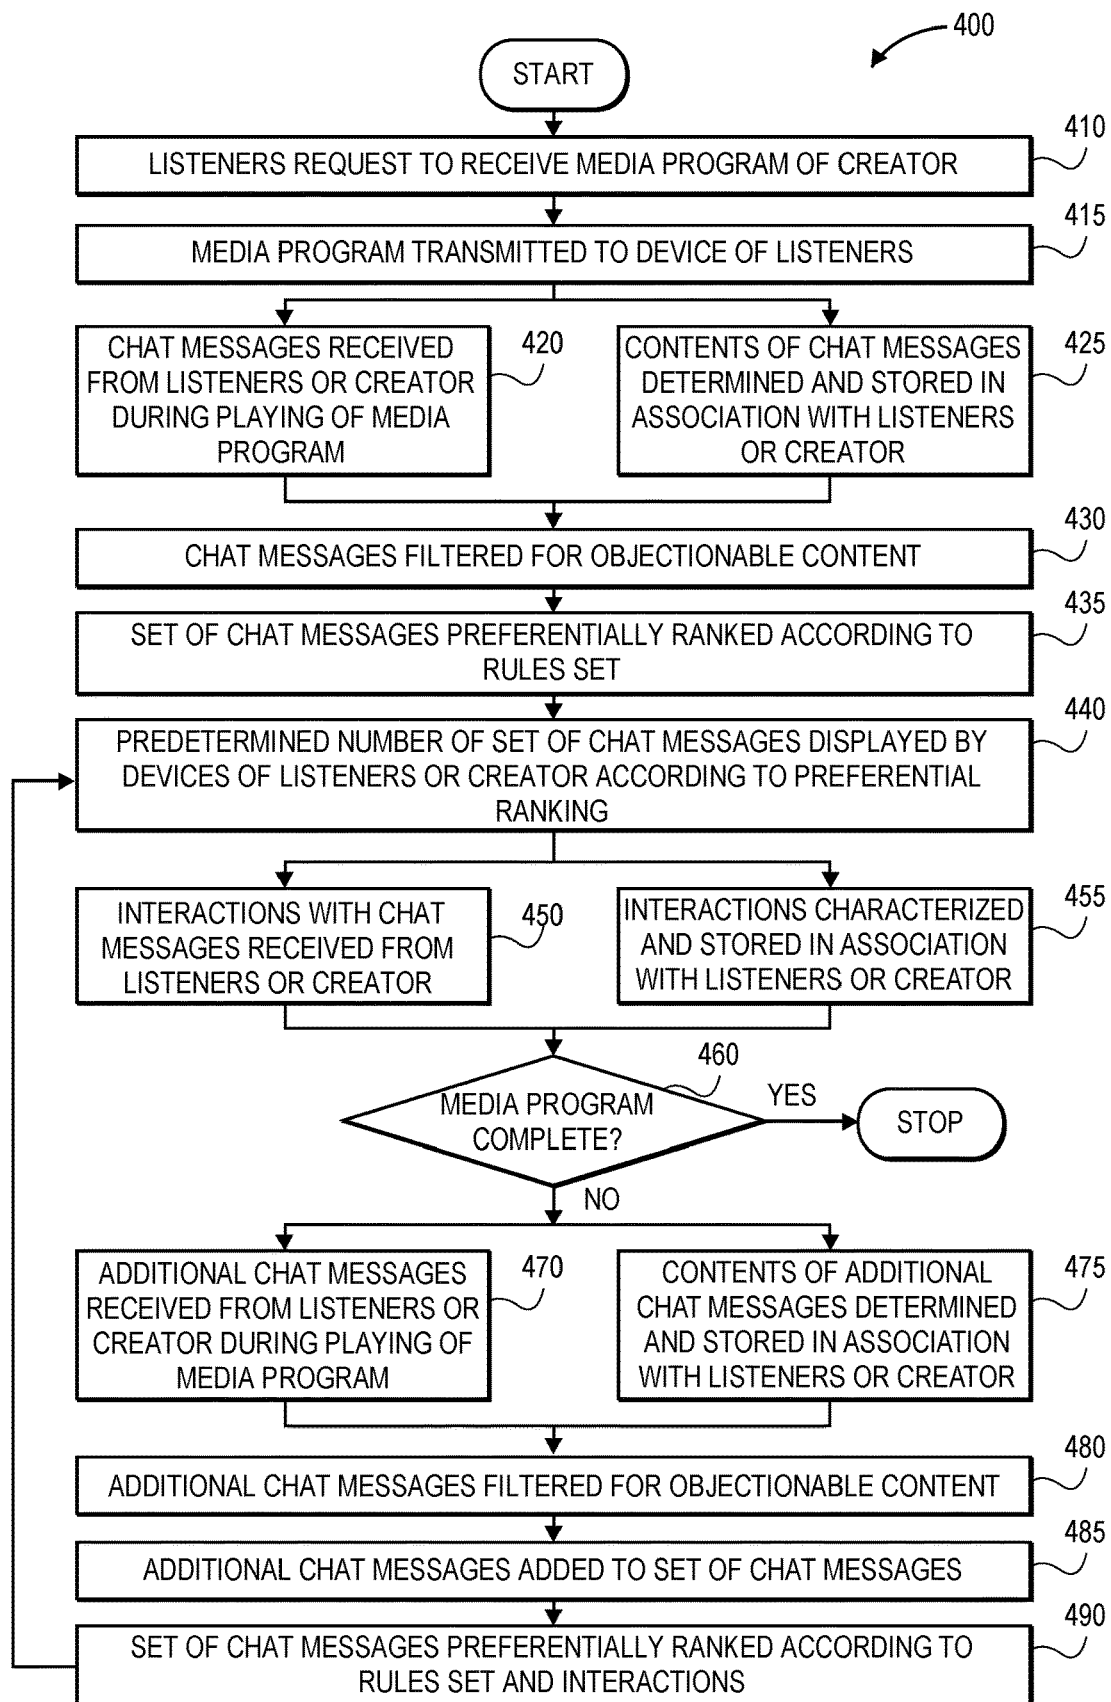 400
START
410
LISTENERS REQUEST TO RECEIVE MEDIA PROGRAM OF CREATOR
415
MEDIA PROGRAM TRANSMITTED TO DEVICE OF LISTENERS
CHAT MESSAGES RECEIVED
FROM LISTENERS OR CREATOR
DURING PLAYING OF MEDIA
PROGRAM
420
CONTENTS OF CHAT MESSAGES
DETERMINED AND STORED IN
ASSOCIATION WITH LISTENERS
OR CREATOR
425
430
CHAT MESSAGES FILTERED FOR OBJECTIONABLE CONTENT
435
SET OF CHAT MESSAGES PREFERENTIALLY RANKED ACCORDING TO
RULES SET
440
PREDETERMINED NUMBER OF SET OF CHAT MESSAGES DISPLAYED BY
DEVICES OF LISTENERS OR CREATOR ACCORDING TO PREFERENTIAL
RANKING
INTERACTIONS WITH CHAT
MESSAGES RECEIVED FROM
LISTENERS OR CREATOR
450
INTERACTIONS CHARACTERIZED
AND STORED IN ASSOCIATION
WITH LISTENERS OR CREATOR
455
460
MEDIA PROGRAM
COMPLETE?
YES
STOP
NO
ADDITIONAL CHAT MESSAGES
RECEIVED FROM LISTENERS OR
CREATOR DURING PLAYING OF
MEDIA PROGRAM
470
CONTENTS OF ADDITIONAL
CHAT MESSAGES DETERMINED
AND STORED IN ASSOCIATION
WITH LISTENERS OR CREATOR
475
480
ADDITIONAL CHAT MESSAGES FILTERED FOR OBJECTIONABLE CONTENT
485
ADDITIONAL CHAT MESSAGES ADDED TO SET OF CHAT MESSAGES
490
SET OF CHAT MESSAGES PREFERENTIALLY RANKED ACCORDING TO
RULES SET AND INTERACTIONS